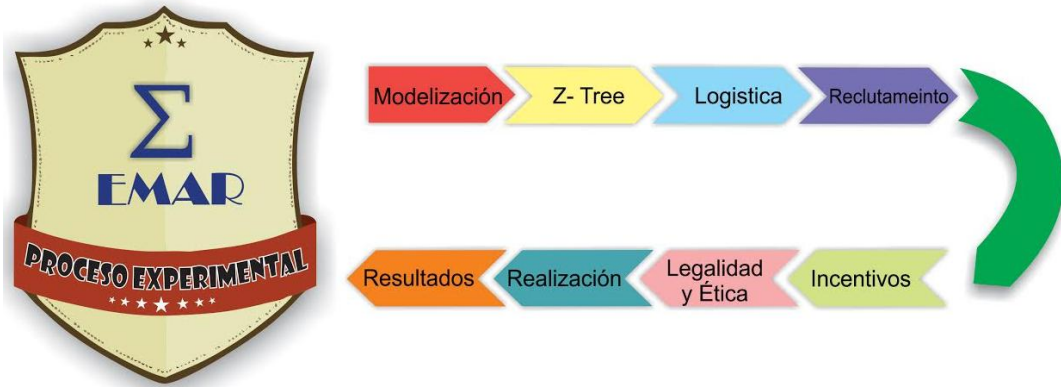 Σ
EMAR
PROCESO EXPERIMENTAL
Modelización
Z- Tree
Logistica
Reclutameinto
Incentivos
Legalidad
y Ética
Realización
Resultados